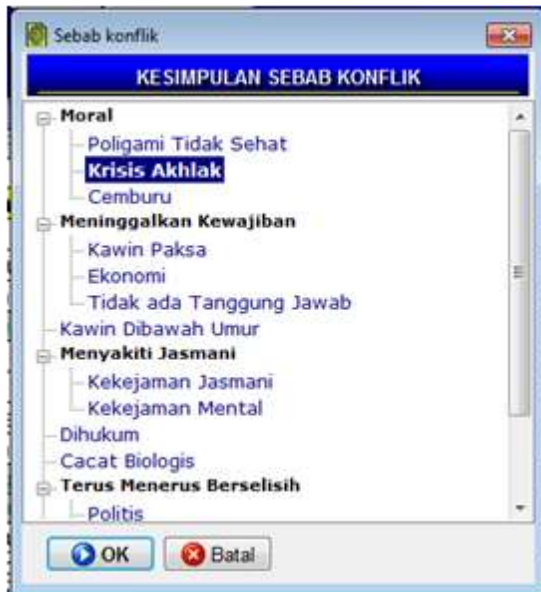 Sebab konflik
KESIMPULAN SEBAB KONFLIK
Moral
Poligami Tidak Sehat
Krisis Akhlak
Cemburu
Meninggalkan Kewajiban
Kawin Paksa
Ekonomi
Tidak ada Tanggung Jawab
Kawin Dibawah Umur
Menyakiti Jasmani
Kekejaman Jasmani
Kekejaman Mental
Dihukum
Cacat Biologis
Terus Menerus Berselisih
Politis
OK
Batal